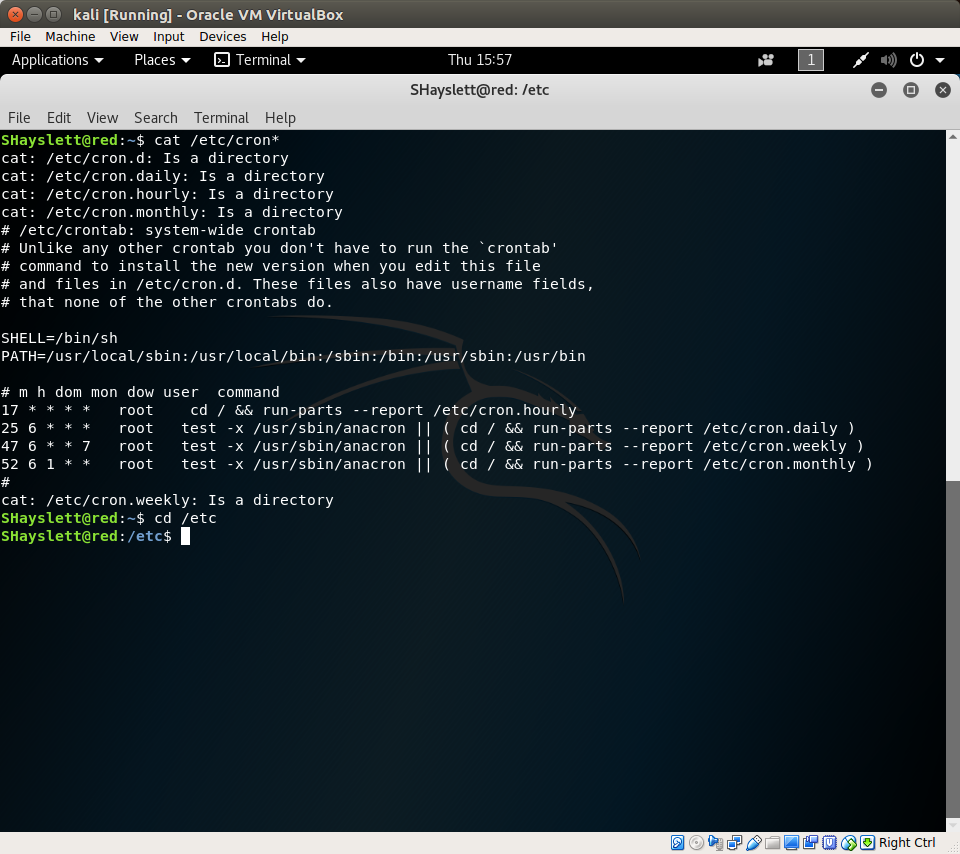 kali [Running] - Oracle VM VirtualBox
File Machine View Input Devices Help
Applications Places Terminal Thu 15:57 1
SHayslett@red: /etc
File Edit View Search Terminal Help
SHayslett@red:~$ cat /etc/cron*
cat: /etc/cron.d: Is a directory
cat: /etc/cron.daily: Is a directory
cat: /etc/cron.hourly: Is a directory
cat: /etc/cron.monthly: Is a directory
# /etc/crontab: system-wide crontab
# Unlike any other crontab you don't have to run the `crontab'
# command to install the new version when you edit this file
# and files in /etc/cron.d. These files also have username fields,
# that none of the other crontabs do.
SHELL=/bin/sh
PATH=/usr/local/sbin:/usr/local/bin:/sbin:/bin:/usr/sbin:/usr/bin
# m h dom mon dow user  command
17 * * * *   root    cd / && run-parts --report /etc/cron.hourly
25 6 * * *   root   test -x /usr/sbin/anacron || ( cd / && run-parts --report /etc/cron.daily )
47 6 * * 7   root   test -x /usr/sbin/anacron || ( cd / && run-parts --report /etc/cron.weekly )
52 6 1 * *   root   test -x /usr/sbin/anacron || ( cd / && run-parts --report /etc/cron.monthly )
#
cat: /etc/cron.weekly: Is a directory
SHayslett@red:~$ cd /etc
SHayslett@red:/etc$
Right Ctrl